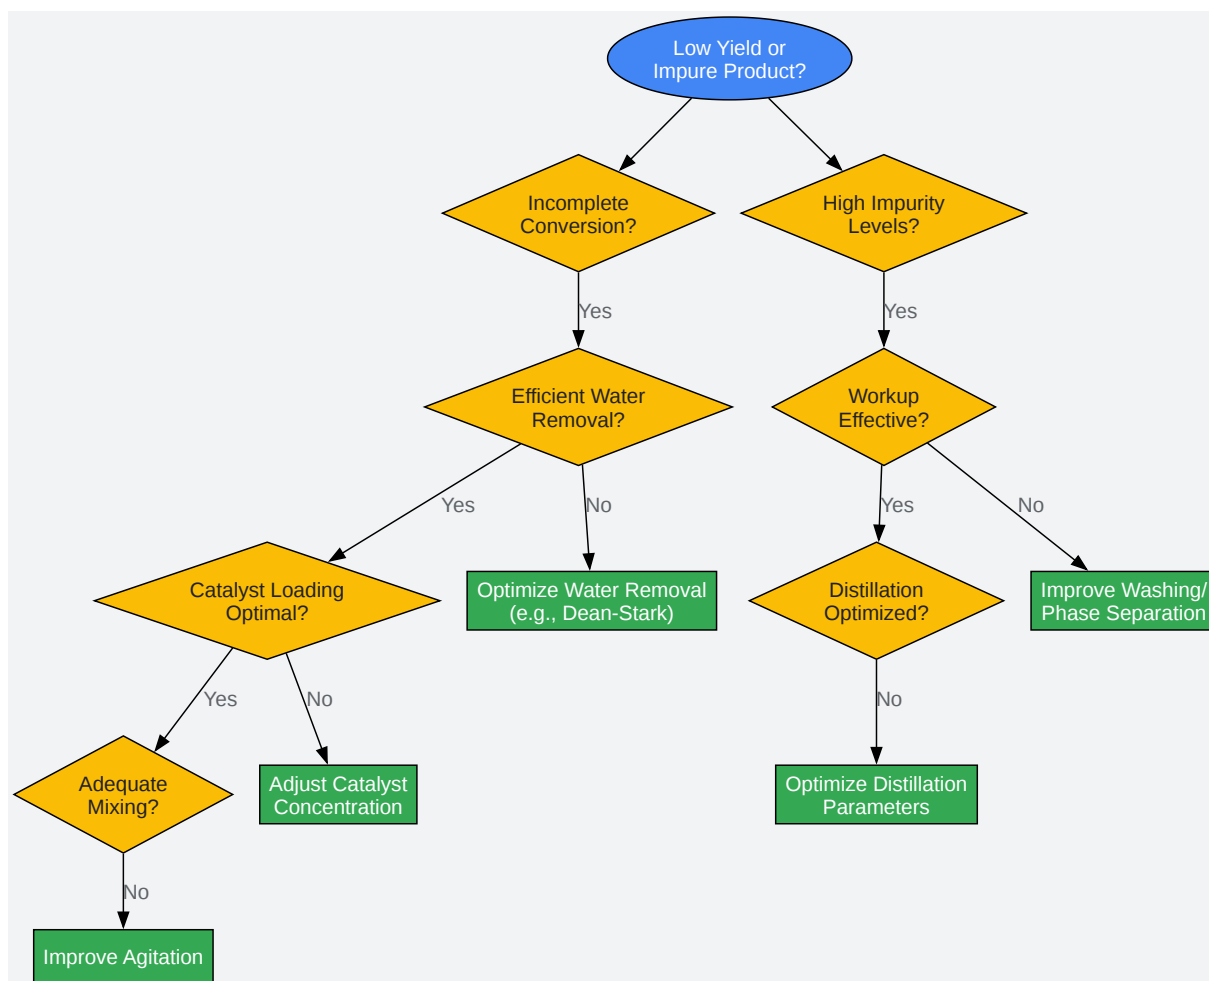 Low Yield or
Impure Product?
Incomplete
Conversion?
High Impurity
Levels?
Yes
Yes
Efficient Water
Removal?
Workup
Effective?
Yes
No
Yes
No
Catalyst Loading
Optimal?
Optimize Water Removal
(e.g., Dean-Stark)
Distillation
Optimized?
Improve Washing/
Phase Separation
Yes
No
No
Adequate
Mixing?
Adjust Catalyst
Concentration
Optimize Distillation
Parameters
No
Improve Agitation